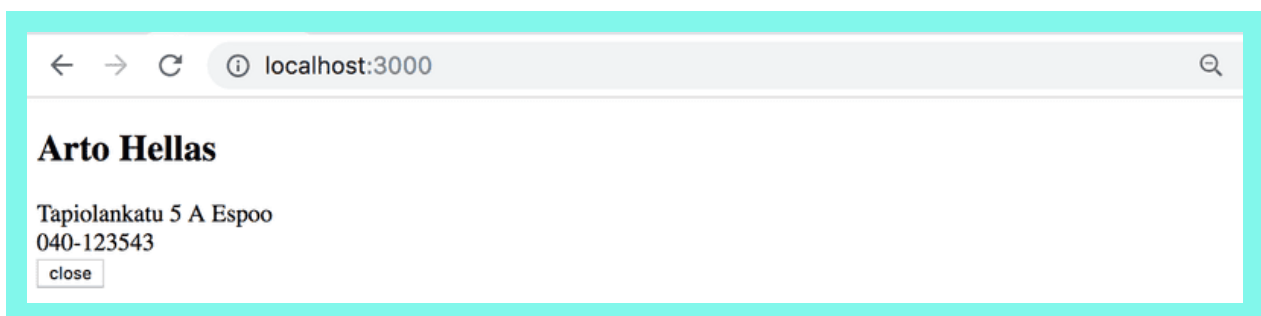 localhost:3000
Arto Hellas
Tapiolankatu 5 A Espoo
040-123543
close